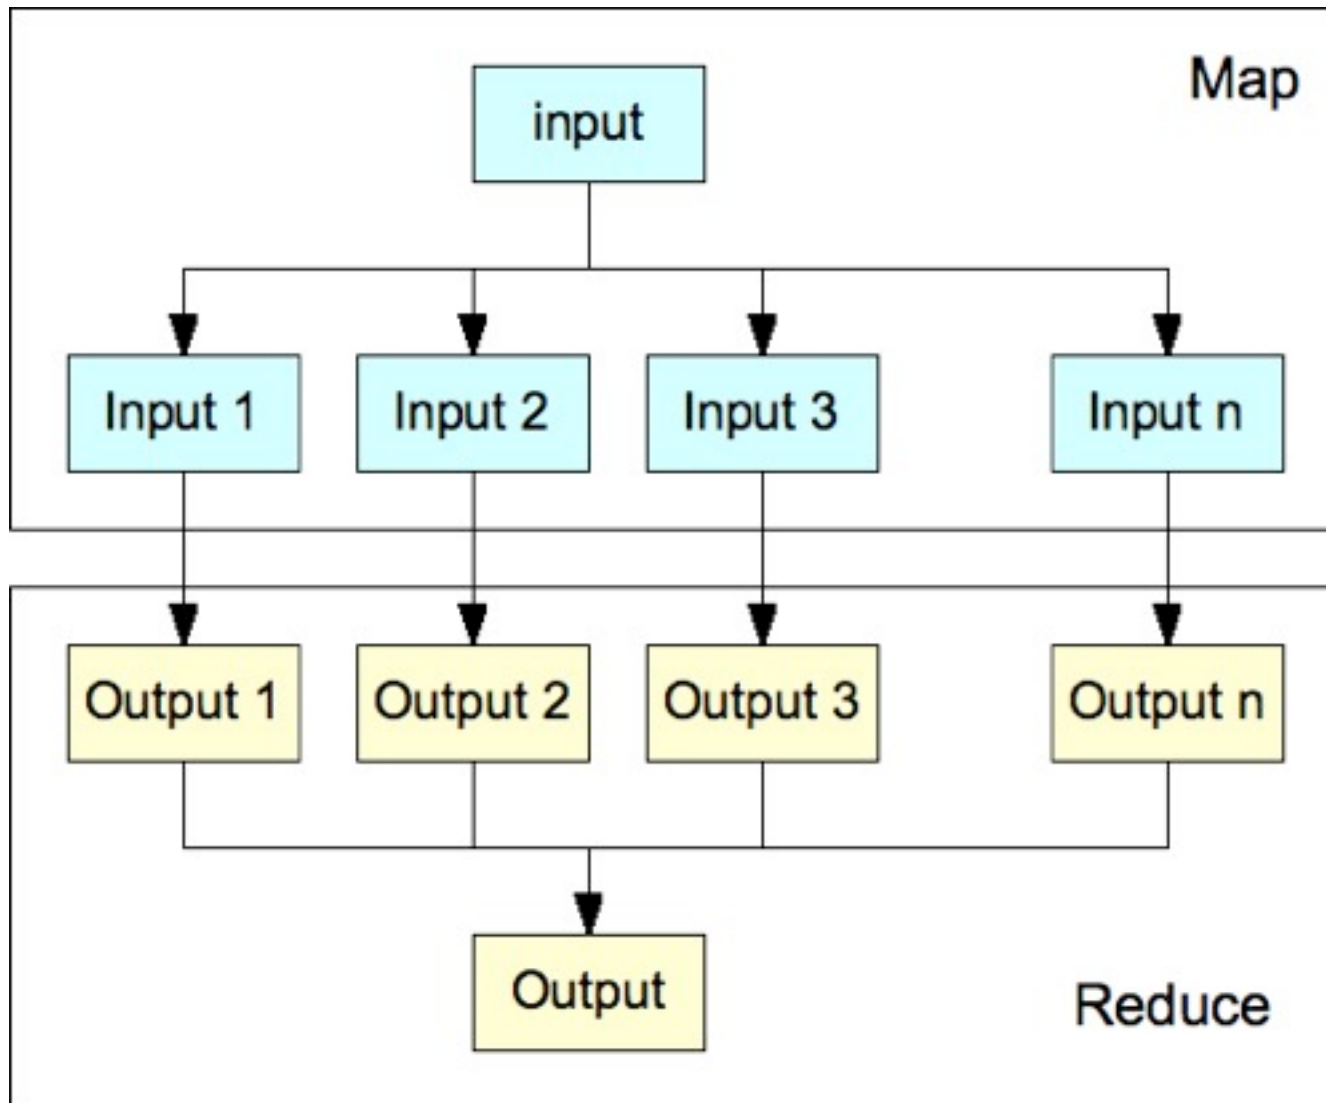 Map
input
Input 1
Input 2
Input 3
Input n
Output 1
Output 2
Output 3
Output n
Output
Reduce